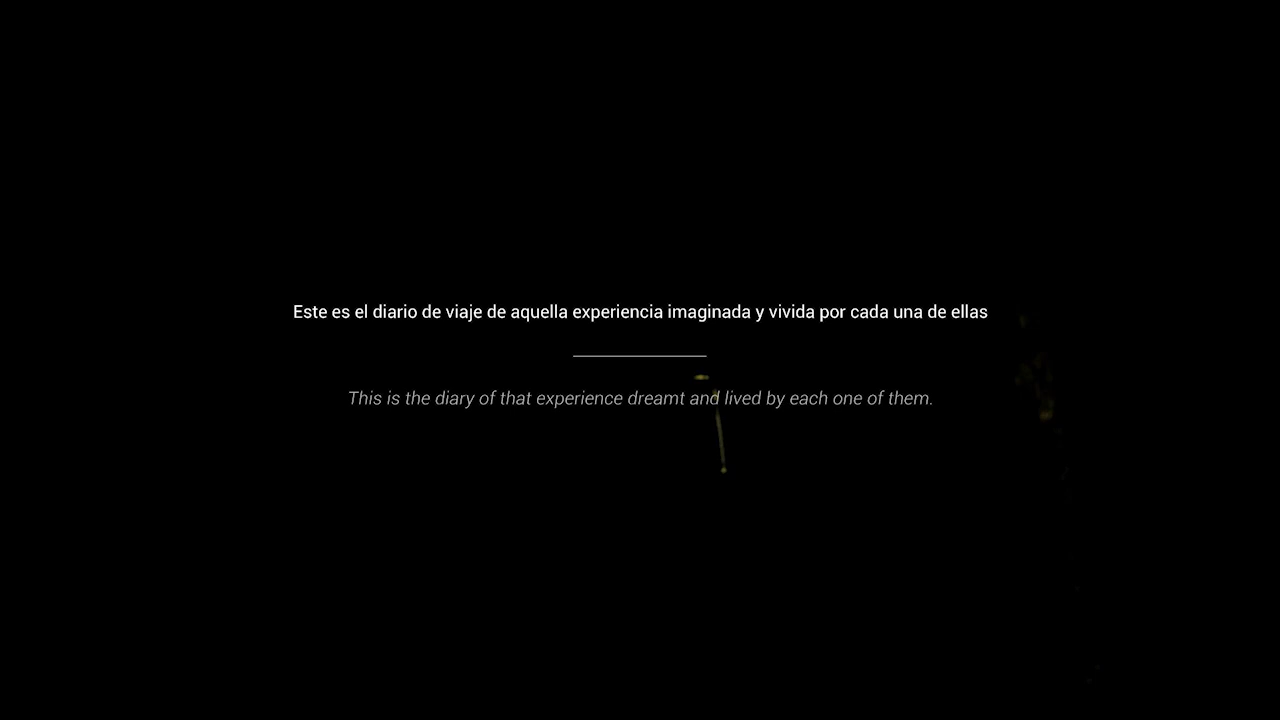 Este es el diario de viaje de aquella experiencia imaginada y vivida por cada una de ellas
This is the diary of that experience dreamt and lived by each one of them.